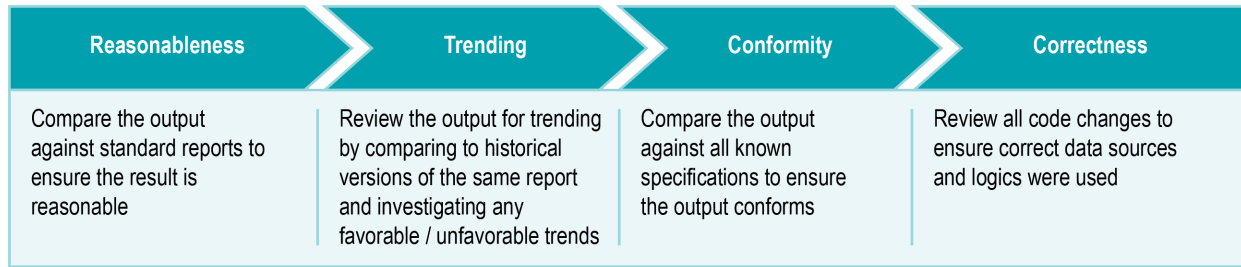 Reasonableness
Trending
Conformity
Correctness
Compare the output
against standard reports to
ensure the result is
reasonable
Review the output for trending
by comparing to historical
versions of the same report
and investigating any
favorable / unfavorable trends
Compare the output
against all known
specifications to ensure
the output conforms
Review all code changes to
ensure correct data sources
and logics were used